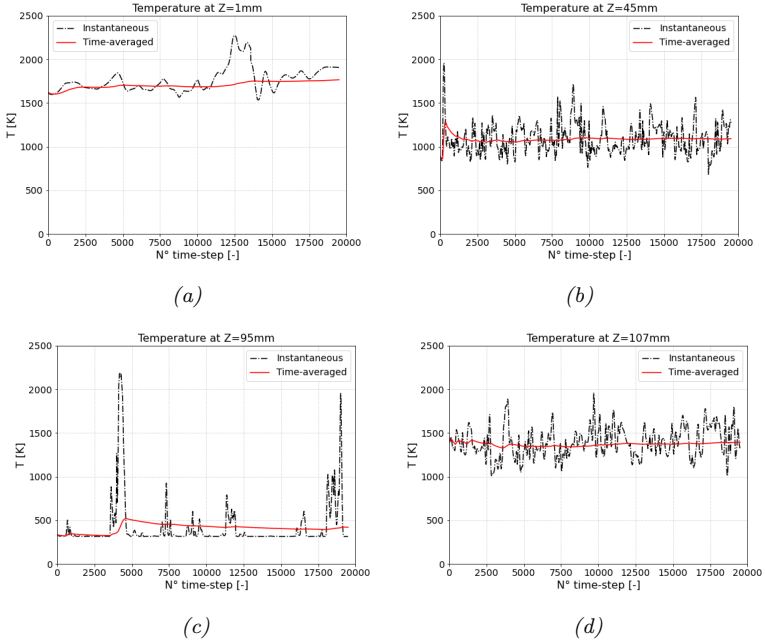 Temperature at Z=1mm
2500
2000
1500
1000
500
0
T [K]
Instantaneous
Time-averaged
0 2500 5000 7500 10000 12500 15000 17500 20000
N° time-step [-]
(a)
Temperature at Z=45mm
2500
2000
1500
1000
500
0
T [K]
Instantaneous
Time-averaged
0 2500 5000 7500 10000 12500 15000 17500 20000
N° time-step [-]
(b)
Temperature at Z=95mm
2500
2000
1500
1000
500
0
T [K]
Instantaneous
Time-averaged
0 2500 5000 7500 10000 12500 15000 17500 20000
N° time-step [-]
(c)
Temperature at Z=107mm
2500
2000
1500
1000
500
0
T [K]
Instantaneous
Time-averaged
0 2500 5000 7500 10000 12500 15000 17500 20000
N° time-step [-]
(d)